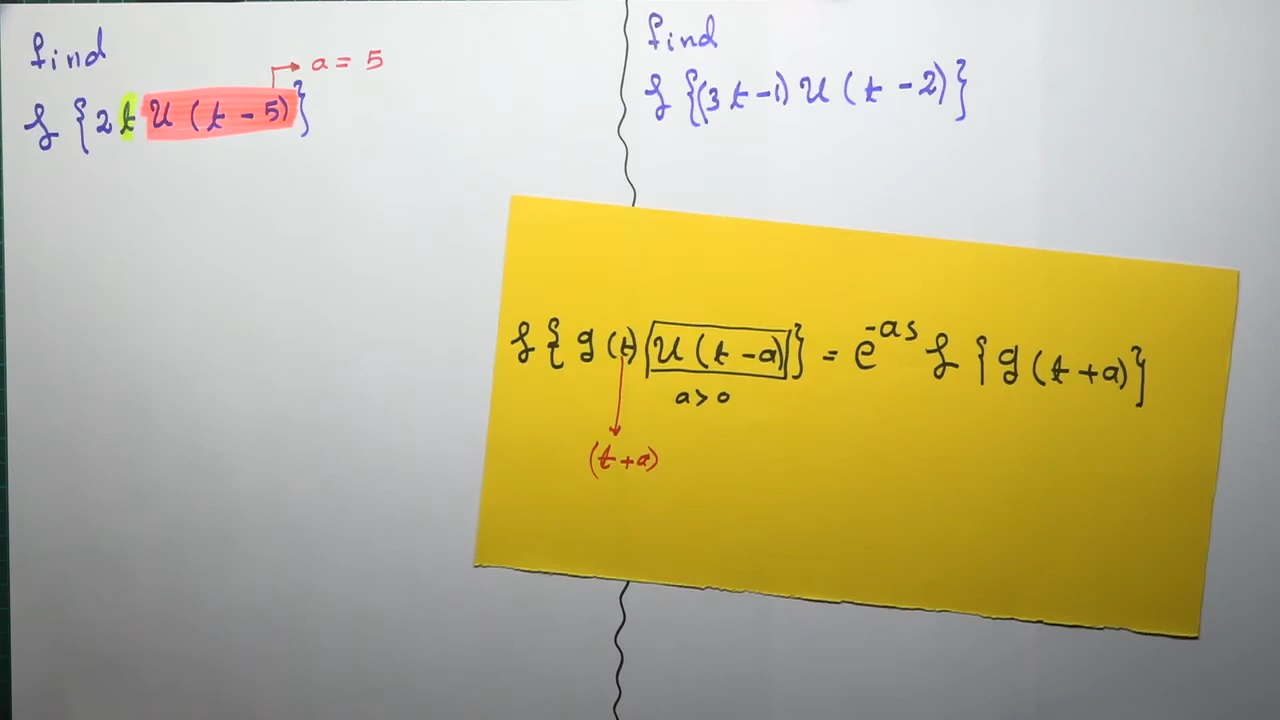 find
a = 5
ℒ {2t U (t - 5)}
find
ℒ {(3t - 1) U (t - 2)}
ℒ { g(t) U (t - a)} = e^{-as} ℒ {g(t + a)}
a > 0
(t + a)